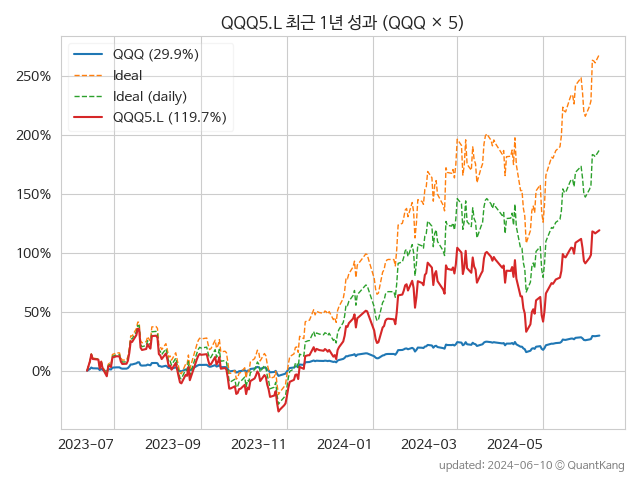 QQQ5.L 최근 1년 성과 (QQQ × 5)
QQQ (29.9%)
Ideal
Ideal (daily)
QQQ5.L (119.7%)
250%
200%
150%
100%
50%
0%
2023-07 2023-09 2023-11 2024-01 2024-03 2024-05
updated: 2024-06-10 © QuantKang